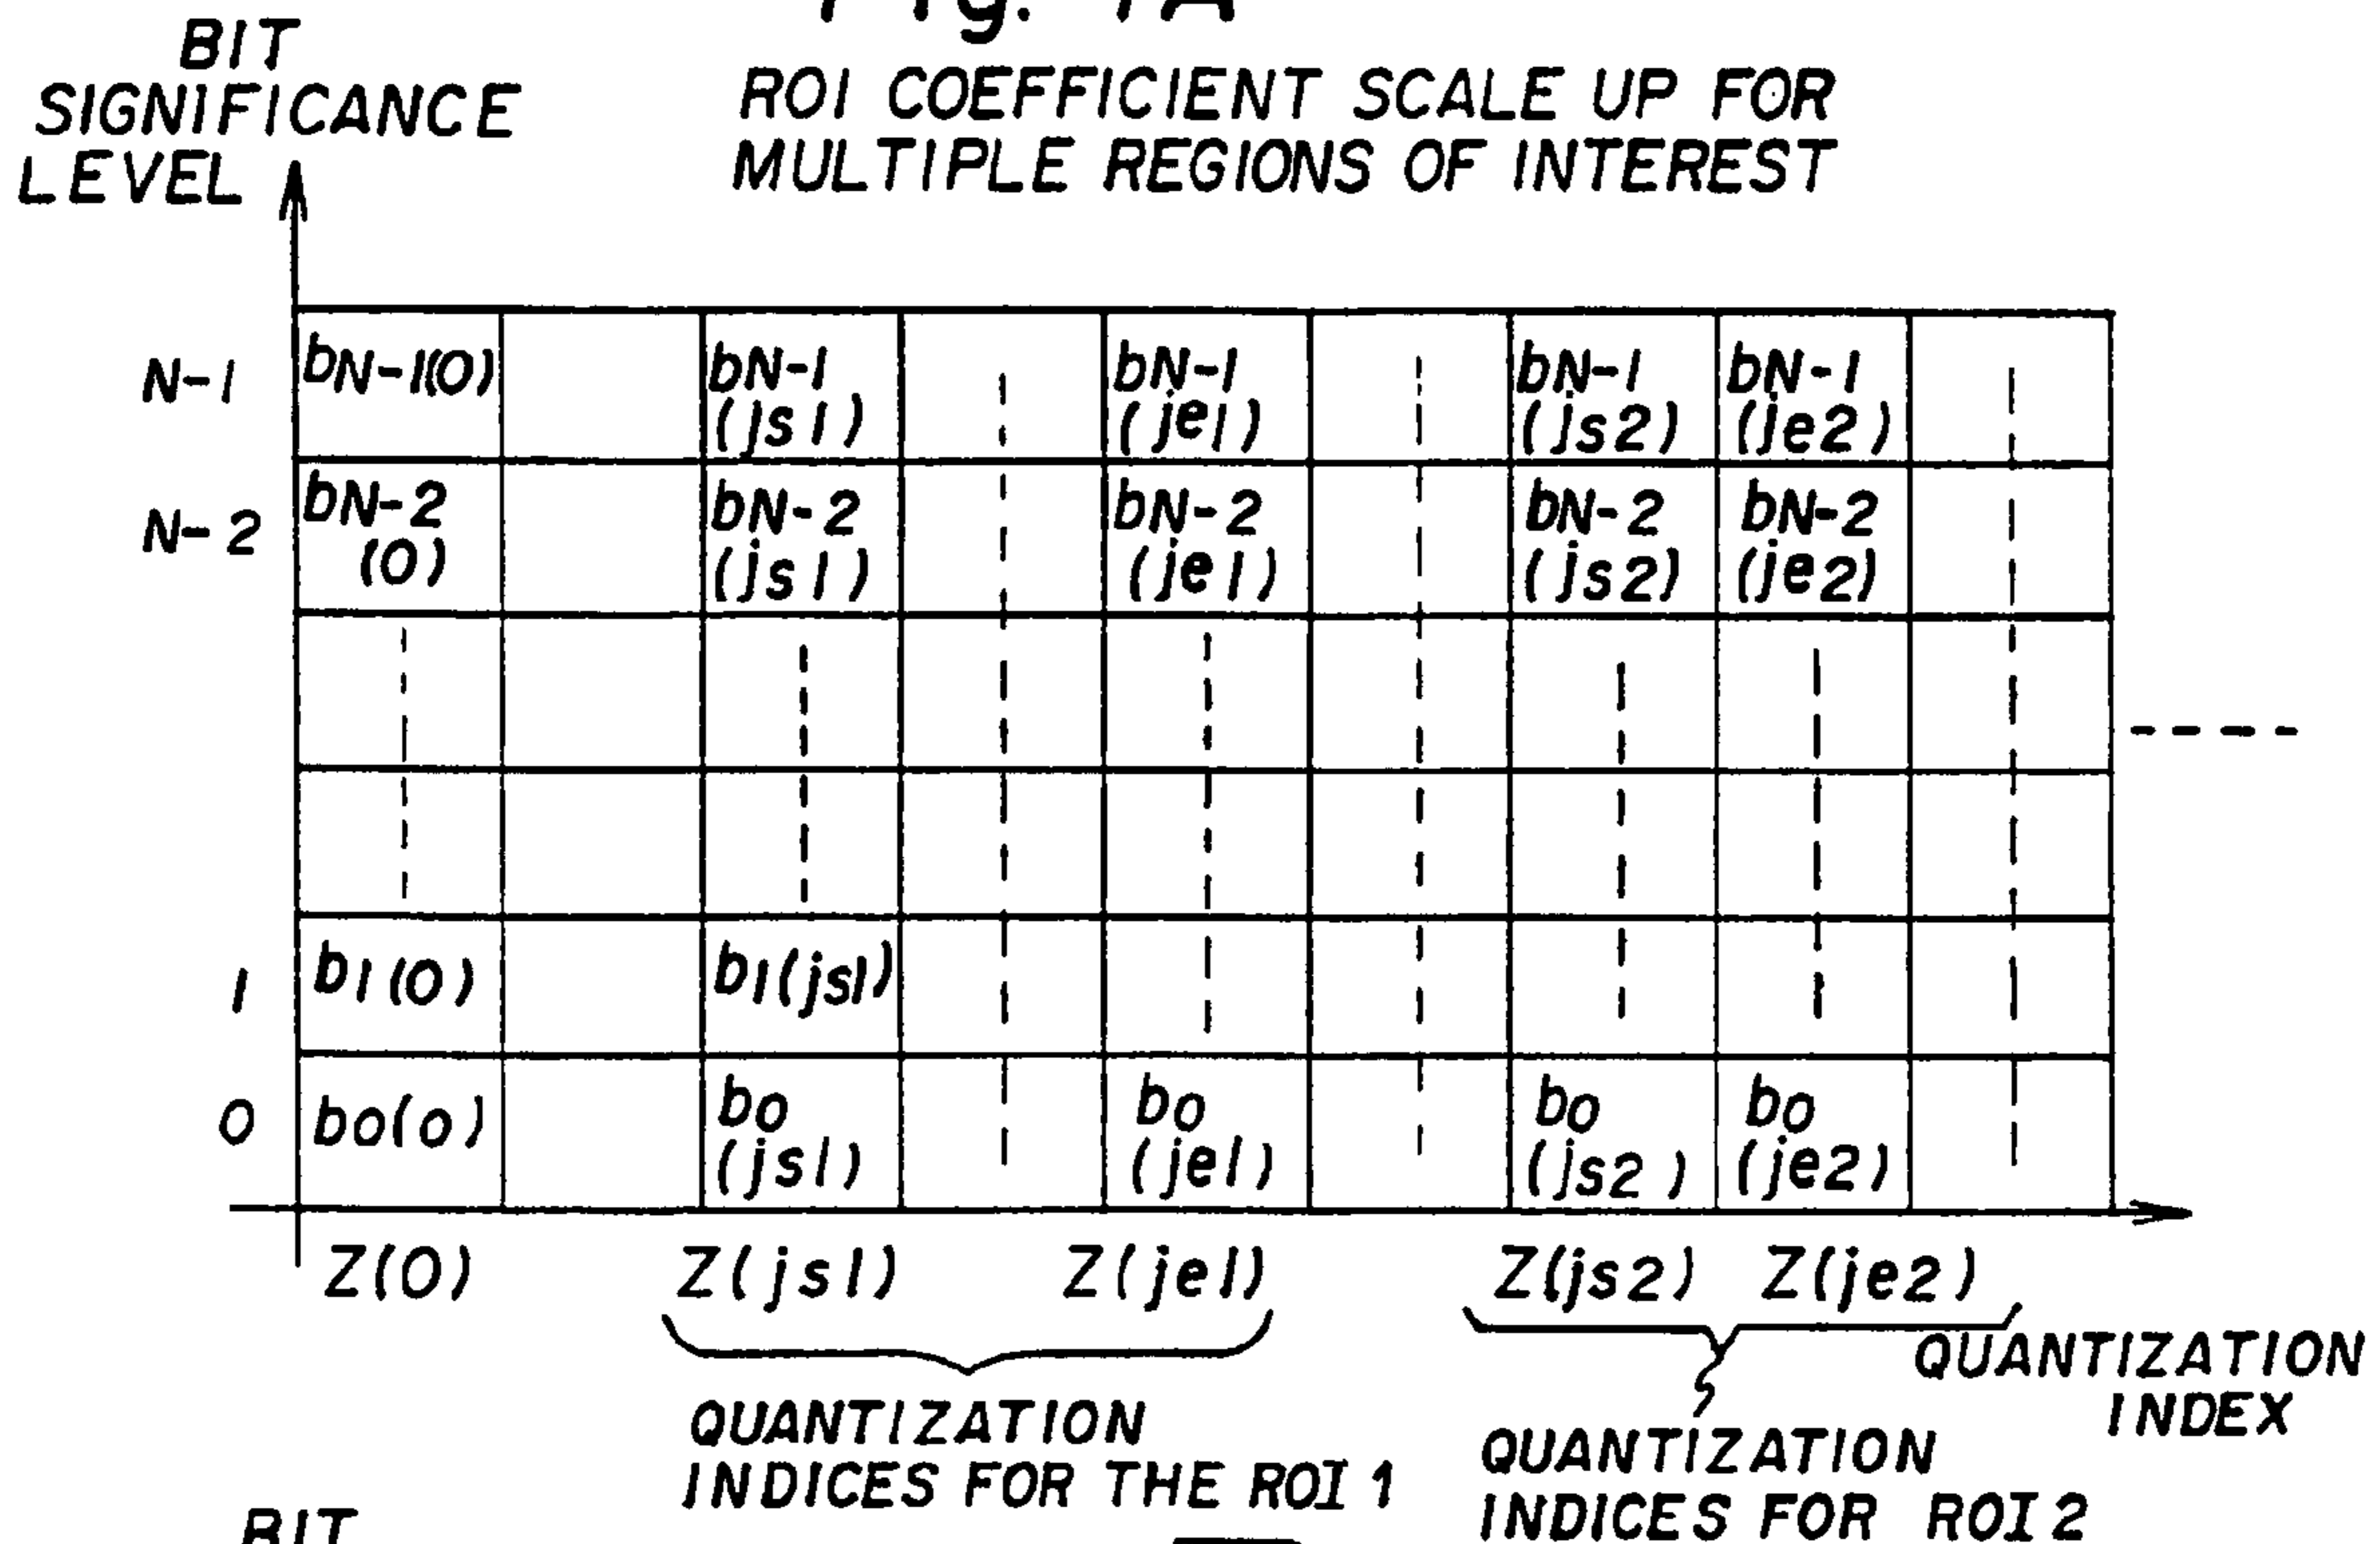 Fig. 1A
BIT
SIGNIFICANCE
LEVEL
ROI COEFFICIENT SCALE UP FOR
MULTIPLE REGIONS OF INTEREST
N-1
bN-1(0)
bN-1
(js1)
bN-1
(je1)
bN-1
(js2)
bN-1
(je2)
N-2
bN-2
(0)
bN-2
(js1)
bN-2
(je1)
bN-2
(js2)
bN-2
(je2)
1
b1(0)
b1(js1)
0
b0(0)
b0
(js1)
b0
(je1)
b0
(js2)
b0
(je2)
Z(0)
Z(js1)
Z(je1)
Z(js2)
Z(je2)
QUANTIZATION
INDEX
QUANTIZATION
INDICES FOR THE ROI 1
QUANTIZATION
INDICES FOR ROI 2
BIT